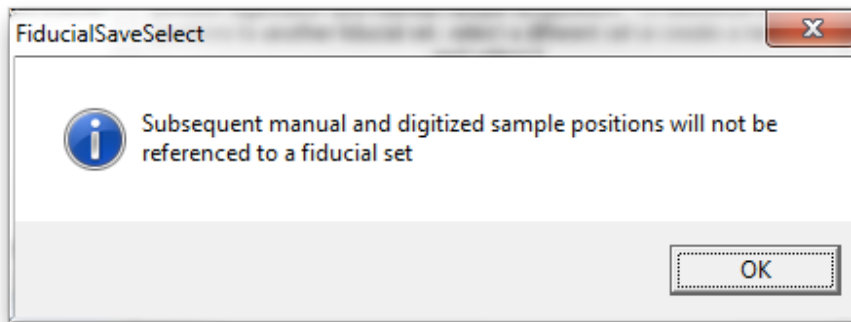 FiducialSaveSelect
Subsequent manual and digitized sample positions will not be
referenced to a fiducial set
OK